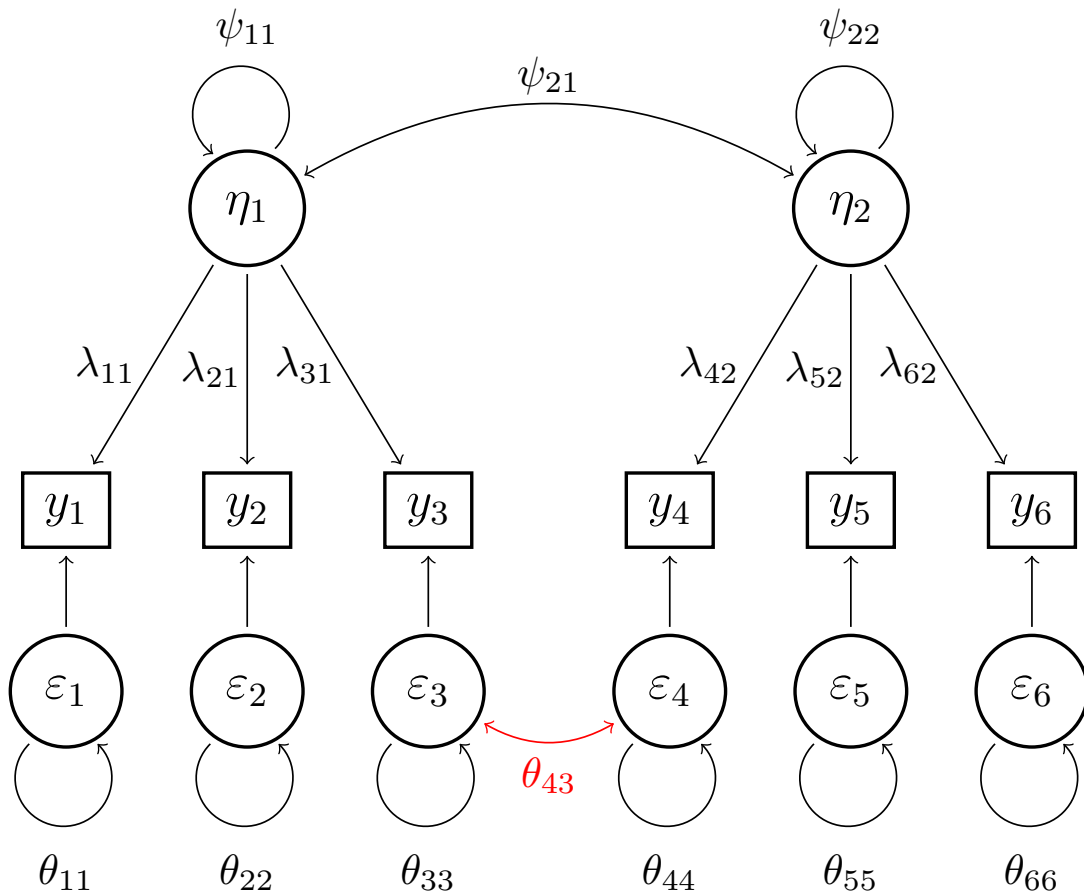 ψ₁₁ ψ₂₂
ψ₂₁
η₁ η₂
λ₁₁ λ₂₁ λ₃₁ λ₄₂ λ₅₂ λ₆₂
y₁ y₂ y₃ y₄ y₅ y₆
ε₁ ε₂ ε₃ ε₄ ε₅ ε₆
θ₄₃
θ₁₁ θ₂₂ θ₃₃ θ₄₄ θ₅₅ θ₆₆